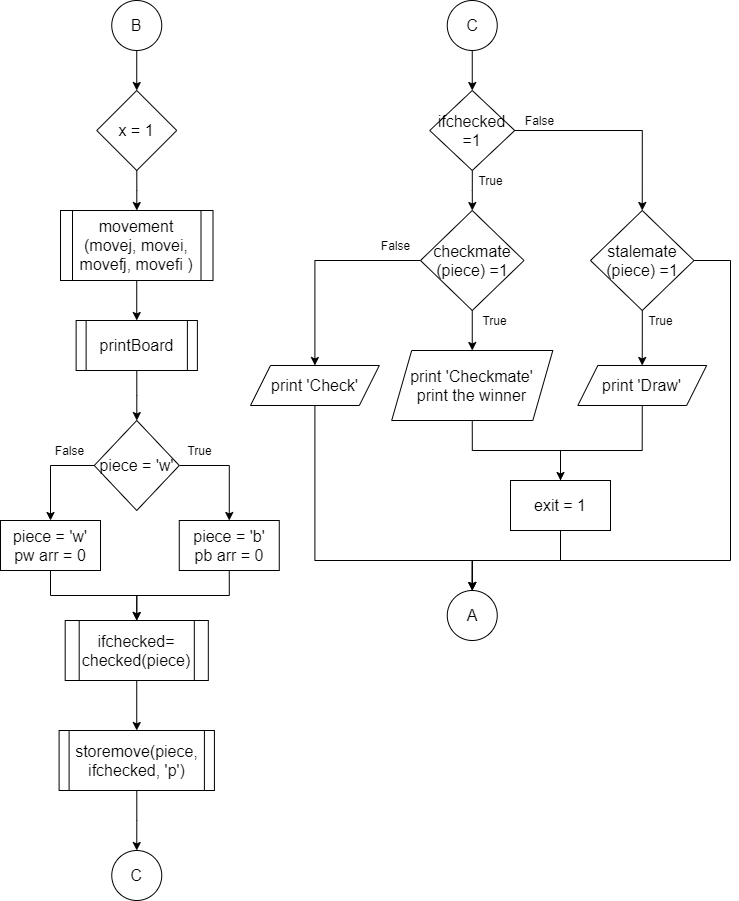 B
x = 1
movement
(movej, movei,
movefj, movefi )
printBoard
False
True
piece = 'w'
piece = 'w'
pw arr = 0
piece = 'b'
pb arr = 0
ifchecked=
checked(piece)
storemove(piece,
ifchecked, 'p')
C
C
ifchecked
=1
False
True
False
checkmate
(piece) =1
stalemate
(piece) =1
True
True
print 'Check'
print 'Checkmate'
print the winner
print 'Draw'
exit = 1
A